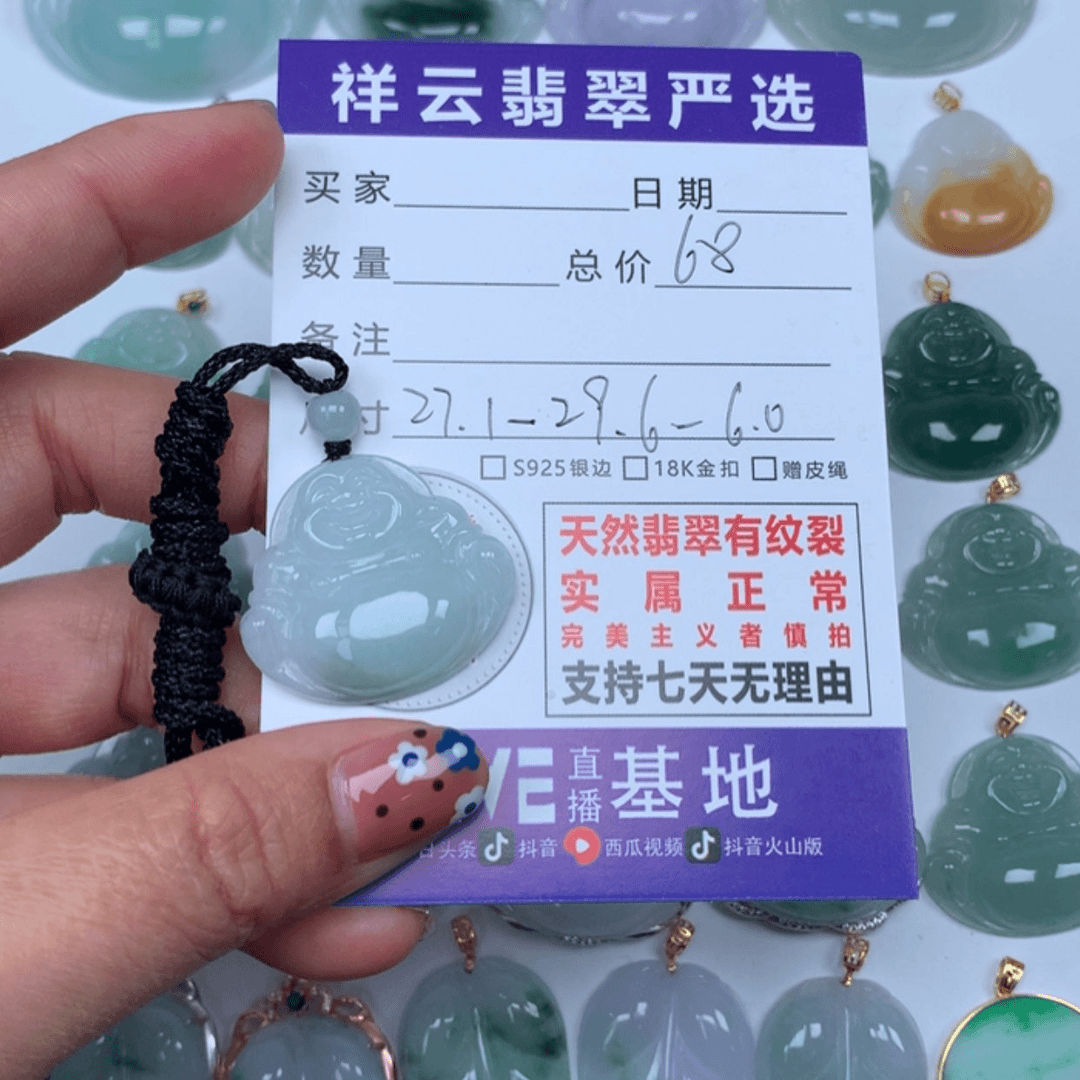 祥云翡翠严选
买家 日期
数量 总价 68
备注
寸 27.1-29.6-6.0
S925银边 18K金扣 赠皮绳
天然翡翠有纹裂
实属正常
完美主义者慎拍
支持七天无理由
VE 直播 基地
日头条 抖音 西瓜视频 抖音火山版